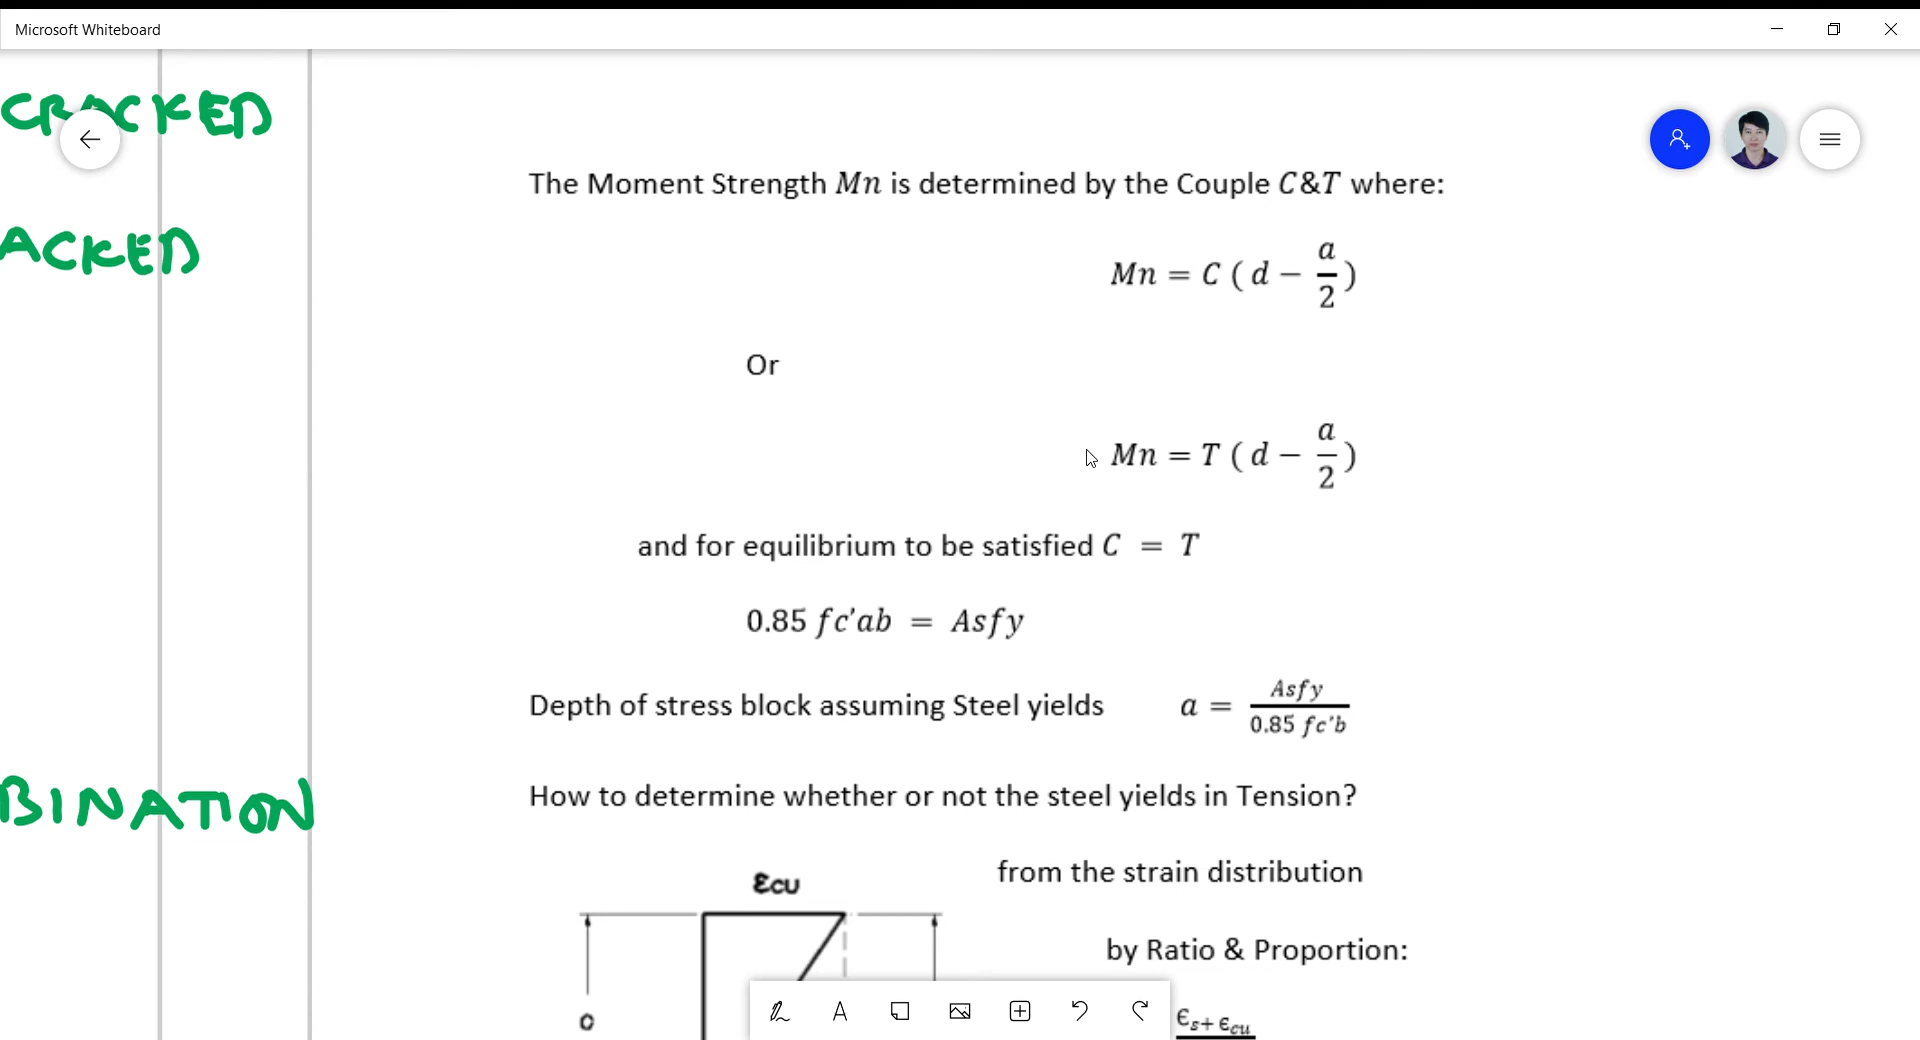 Microsoft Whiteboard
CRACKED
ACKED
The Moment Strength Mn is determined by the Couple C&T where:
Mn = C ( d − a/2 )
Or
Mn = T ( d − a/2 )
and for equilibrium to be satisfied C = T
0.85 fc'ab = Asfy
Depth of stress block assuming Steel yields a = Asfy / 0.85 fc'b
How to determine whether or not the steel yields in Tension?
BINATION
from the strain distribution
εcu
by Ratio & Proportion:
ϵs+ ϵcu
A